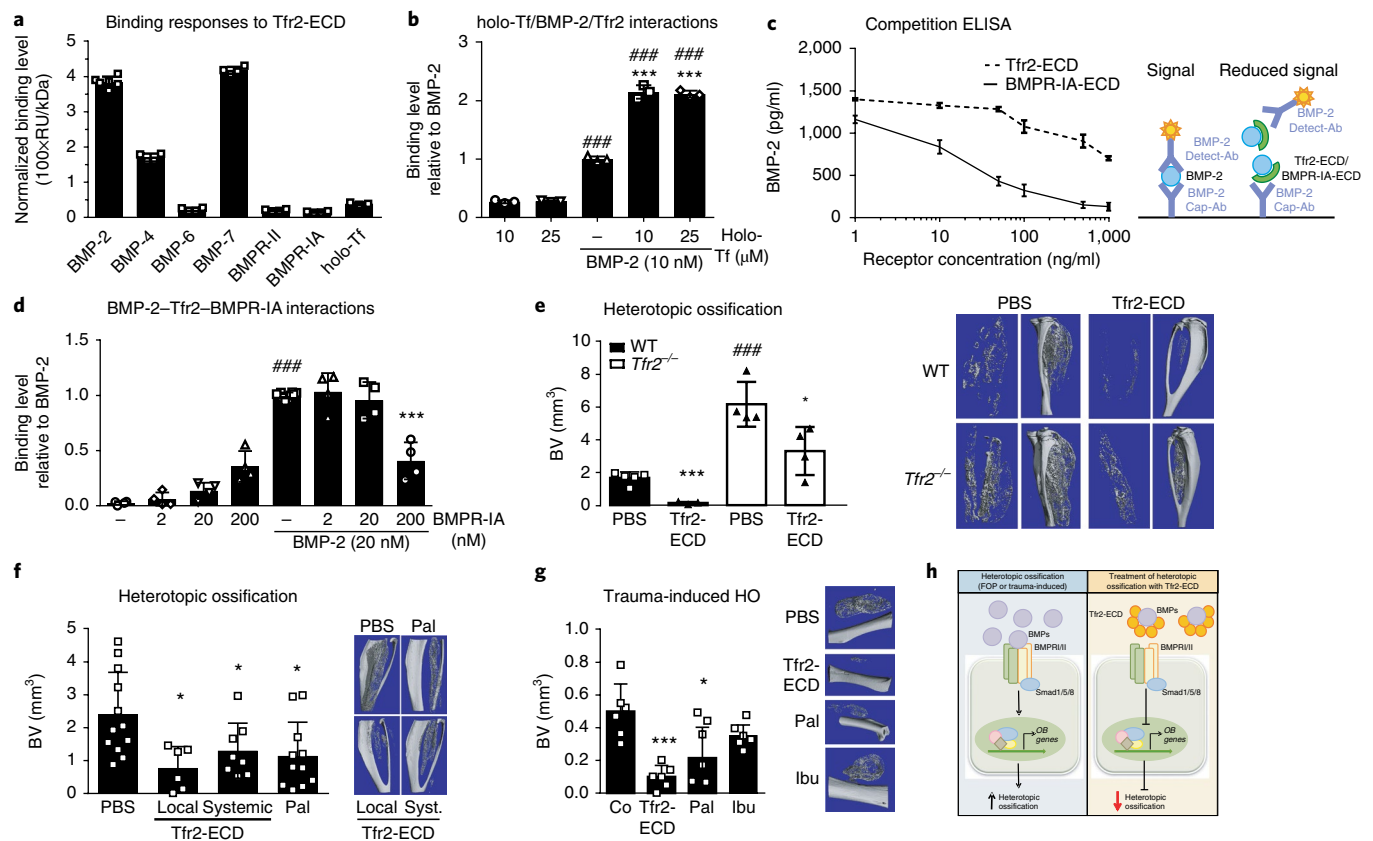 a
Binding responses to Tfr2-ECD
Normalized binding level
(100×RU/kDa)
5
4
3
2
1
0
BMP-2
BMP-4
BMP-6
BMP-7
BMPR-II
BMPR-IA
holo-Tf
b
holo-Tf/BMP-2/Tfr2 interactions
Binding level
relative to BMP-2
3
2
1
0
###
###
***
###
***
10
25
–
10
25
Holo-
Tf (μM)
BMP-2 (10 nM)
c
Competition ELISA
BMP-2 (pg/ml)
2,000
1,500
1,000
500
0
Tfr2-ECD
BMPR-IA-ECD
1
10
100
1,000
Receptor concentration (ng/ml)
Signal
Reduced signal
BMP-2
Detect-Ab
BMP-2
Detect-Ab
BMP-2
Tfr2-ECD/
BMPR-IA-ECD
BMP-2
Cap-Ab
BMP-2
Cap-Ab
d
BMP-2–Tfr2–BMPR-IA interactions
Binding level
relative to BMP-2
1.5
1.0
0.5
0.0
###
***
–
2
20
200
–
2
20
200
BMPR-IA
(nM)
BMP-2 (20 nM)
e
Heterotopic ossification
BV (mm³)
10
8
6
4
2
0
WT
Tfr2⁻/⁻
***
###
*
PBS
Tfr2-
ECD
PBS
Tfr2-
ECD
PBS
Tfr2-ECD
WT
Tfr2⁻/⁻
f
Heterotopic ossification
BV (mm³)
5
4
3
2
1
0
*
*
*
PBS
Local
Systemic
Pal
Tfr2-ECD
PBS
Pal
Local
Syst.
Tfr2-ECD
g
Trauma-induced HO
BV (mm³)
1.0
0.8
0.6
0.4
0.2
0.0
***
*
Co
Tfr2-
ECD
Pal
Ibu
PBS
Tfr2-
ECD
Pal
Ibu
h
Heterotopic ossification
(FOP or trauma-induced)
Treatment of heterotopic
ossification with Tfr2-ECD
BMPs
BMPRI/II
Smad1/5/8
OB
genes
Heterotopic
ossification
Tfr2-ECD
BMPs
BMPRI/II
Smad1/5/8
OB
genes
Heterotopic
ossification